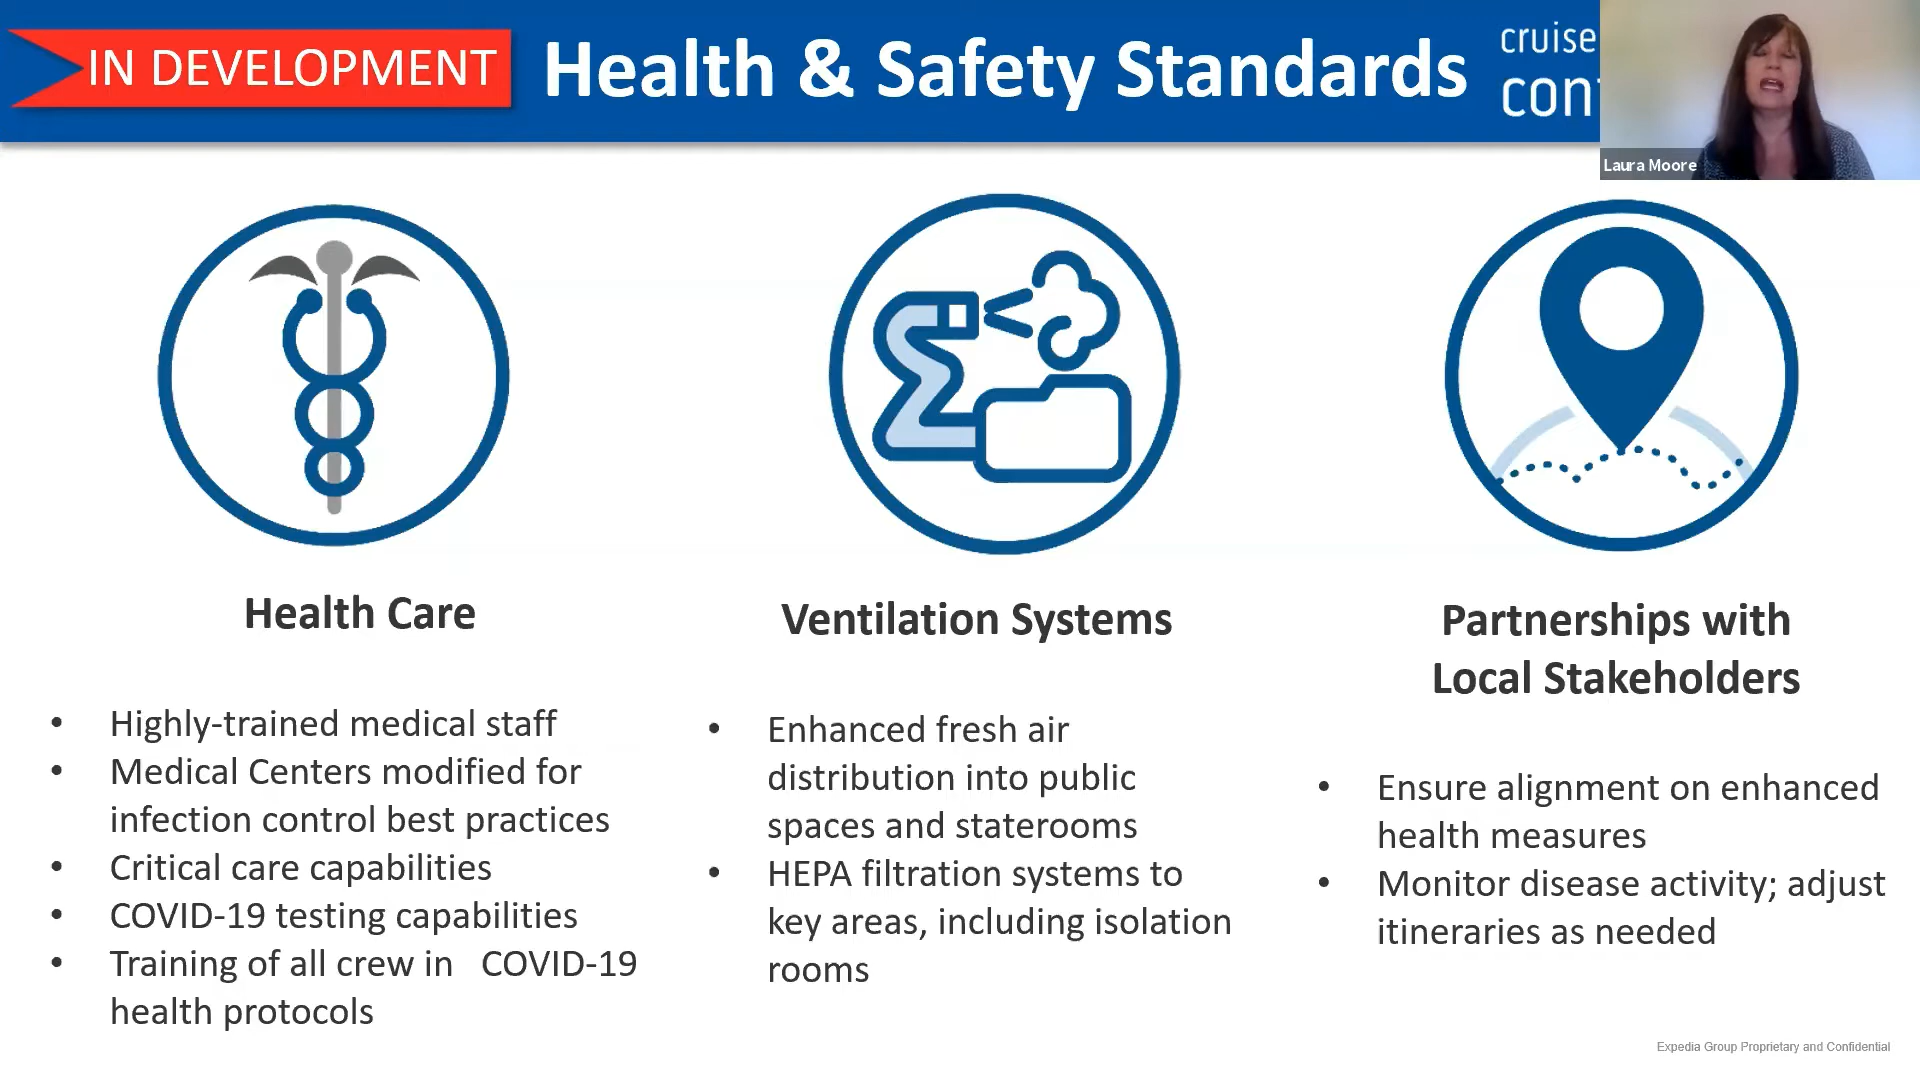 IN DEVELOPMENT
Health & Safety Standards
cruise
Laura Moore
Health Care
• Highly-trained medical staff
• Medical Centers modified for
infection control best practices
• Critical care capabilities
• COVID-19 testing capabilities
• Training of all crew in COVID-19
health protocols
Ventilation Systems
• Enhanced fresh air
distribution into public
spaces and staterooms
• HEPA filtration systems to
key areas, including isolation
rooms
Partnerships with
Local Stakeholders
• Ensure alignment on enhanced
health measures
• Monitor disease activity; adjust
itineraries as needed
Expedia Group Proprietary and Confidential